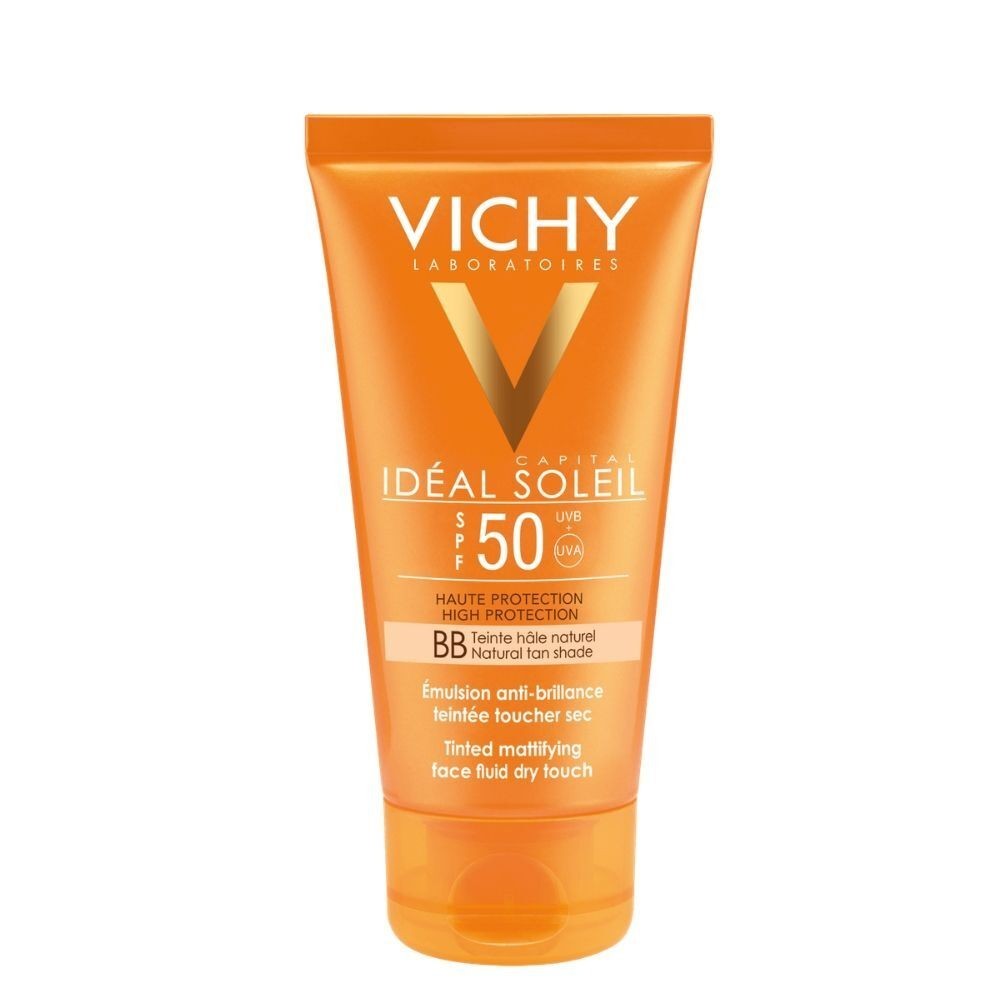 VICHY
LABORATOIRES
V
CAPITAL
IDÉAL SOLEIL
SPF 50 UVB + UVA
HAUTE PROTECTION
HIGH PROTECTION
BB Teinte hâle naturel
Natural tan shade
Émulsion anti-brillance
teintée toucher sec
Tinted mattifying
face fluid dry touch